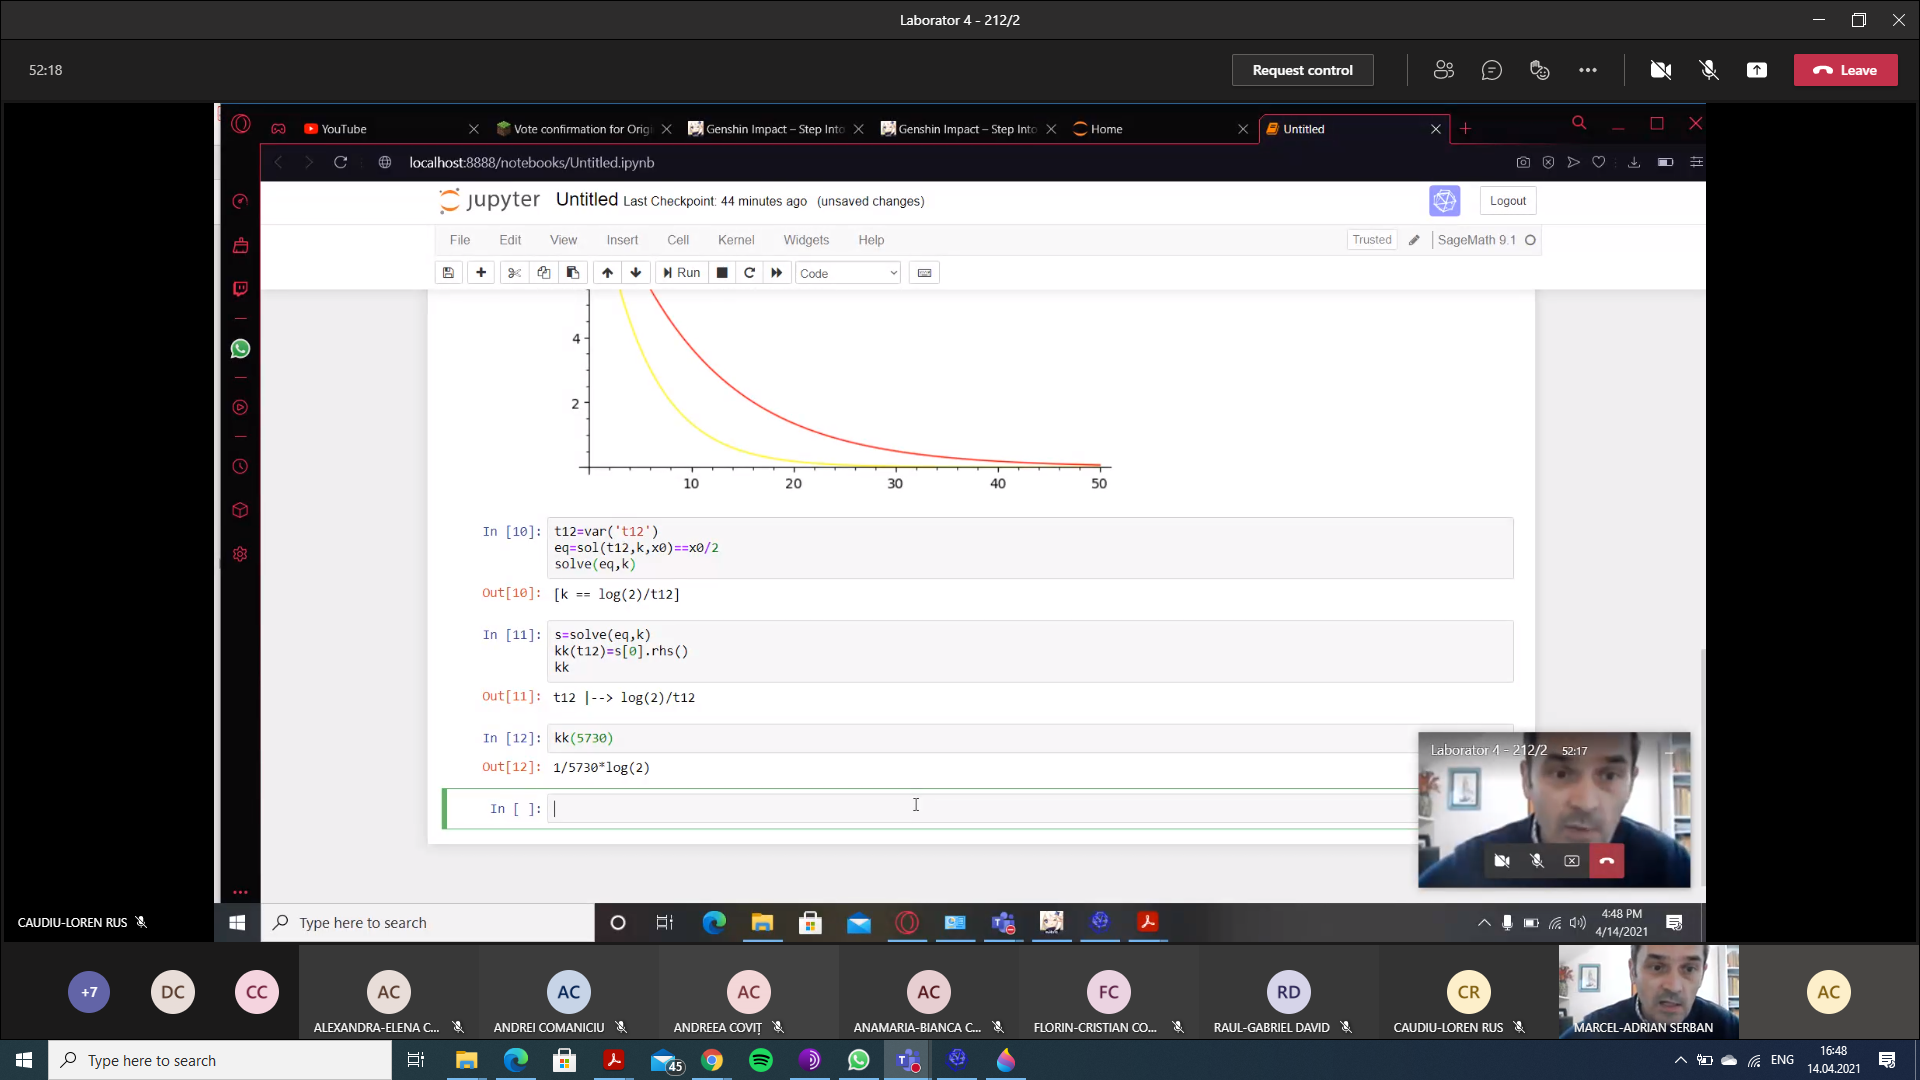 Laborator 4 - 212/2
52:18
Request control
Leave
YouTube
Vote confirmation for Origi
Genshin Impact – Step Into
Genshin Impact – Step Into
Home
Untitled
localhost:8888/notebooks/Untitled.ipynb
jupyter Untitled Last Checkpoint: 44 minutes ago (unsaved changes)
Logout
File Edit View Insert Cell Kernel Widgets Help
Trusted
SageMath 9.1
Run
Code
4
2
10 20 30 40 50
In [10]: t12=var('t12')
eq=sol(t12,k,x0)==x0/2
solve(eq,k)
Out[10]: [k == log(2)/t12]
In [11]: s=solve(eq,k)
kk(t12)=s[0].rhs()
kk
Out[11]: t12 |--> log(2)/t12
In [12]: kk(5730)
Out[12]: 1/5730*log(2)
In [ ]:
Laborator 4 - 212/2 52:17
CAUDIU-LOREN RUS
Type here to search
4:48 PM
4/14/2021
+7
DC
CC
AC
AC
AC
AC
FC
RD
CR
AC
ALEXANDRA-ELENA C...
ANDREI COMANICIU
ANDREEA COVIȚ
ANAMARIA-BIANCA C...
FLORIN-CRISTIAN CO...
RAUL-GABRIEL DAVID
CAUDIU-LOREN RUS
MARCEL-ADRIAN SERBAN
Type here to search
45
ENG
16:48
14.04.2021